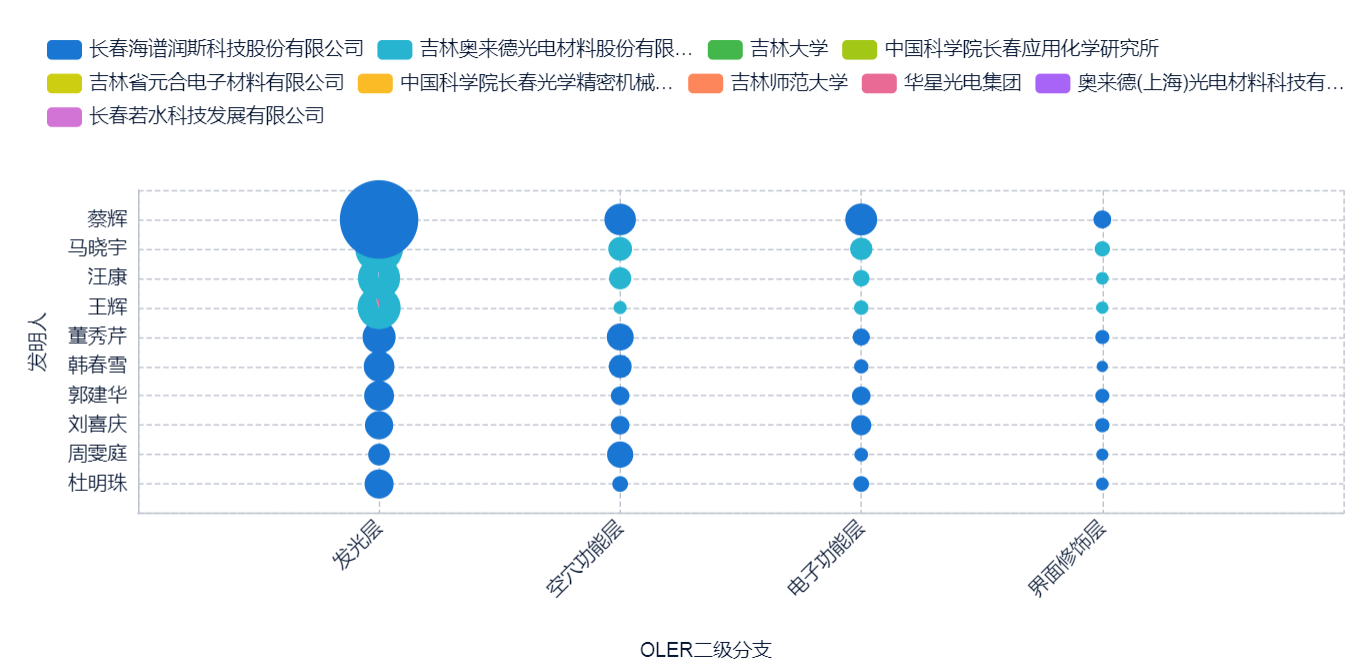 长春海谱润斯科技股份有限公司 吉林奥来德光电材料股份有限... 吉林大学 中国科学院长春应用化学研究所
吉林省元合电子材料有限公司 中国科学院长春光学精密机械... 吉林师范大学 华星光电集团 奥来德(上海)光电材料科技有...
长春若水科技发展有限公司
发明人
蔡辉
马晓宇
汪康
王辉
董秀芹
韩春雪
郭建华
刘喜庆
周雯庭
杜明珠
发光层 空穴功能层 电子功能层 界面修饰层
OLER二级分支